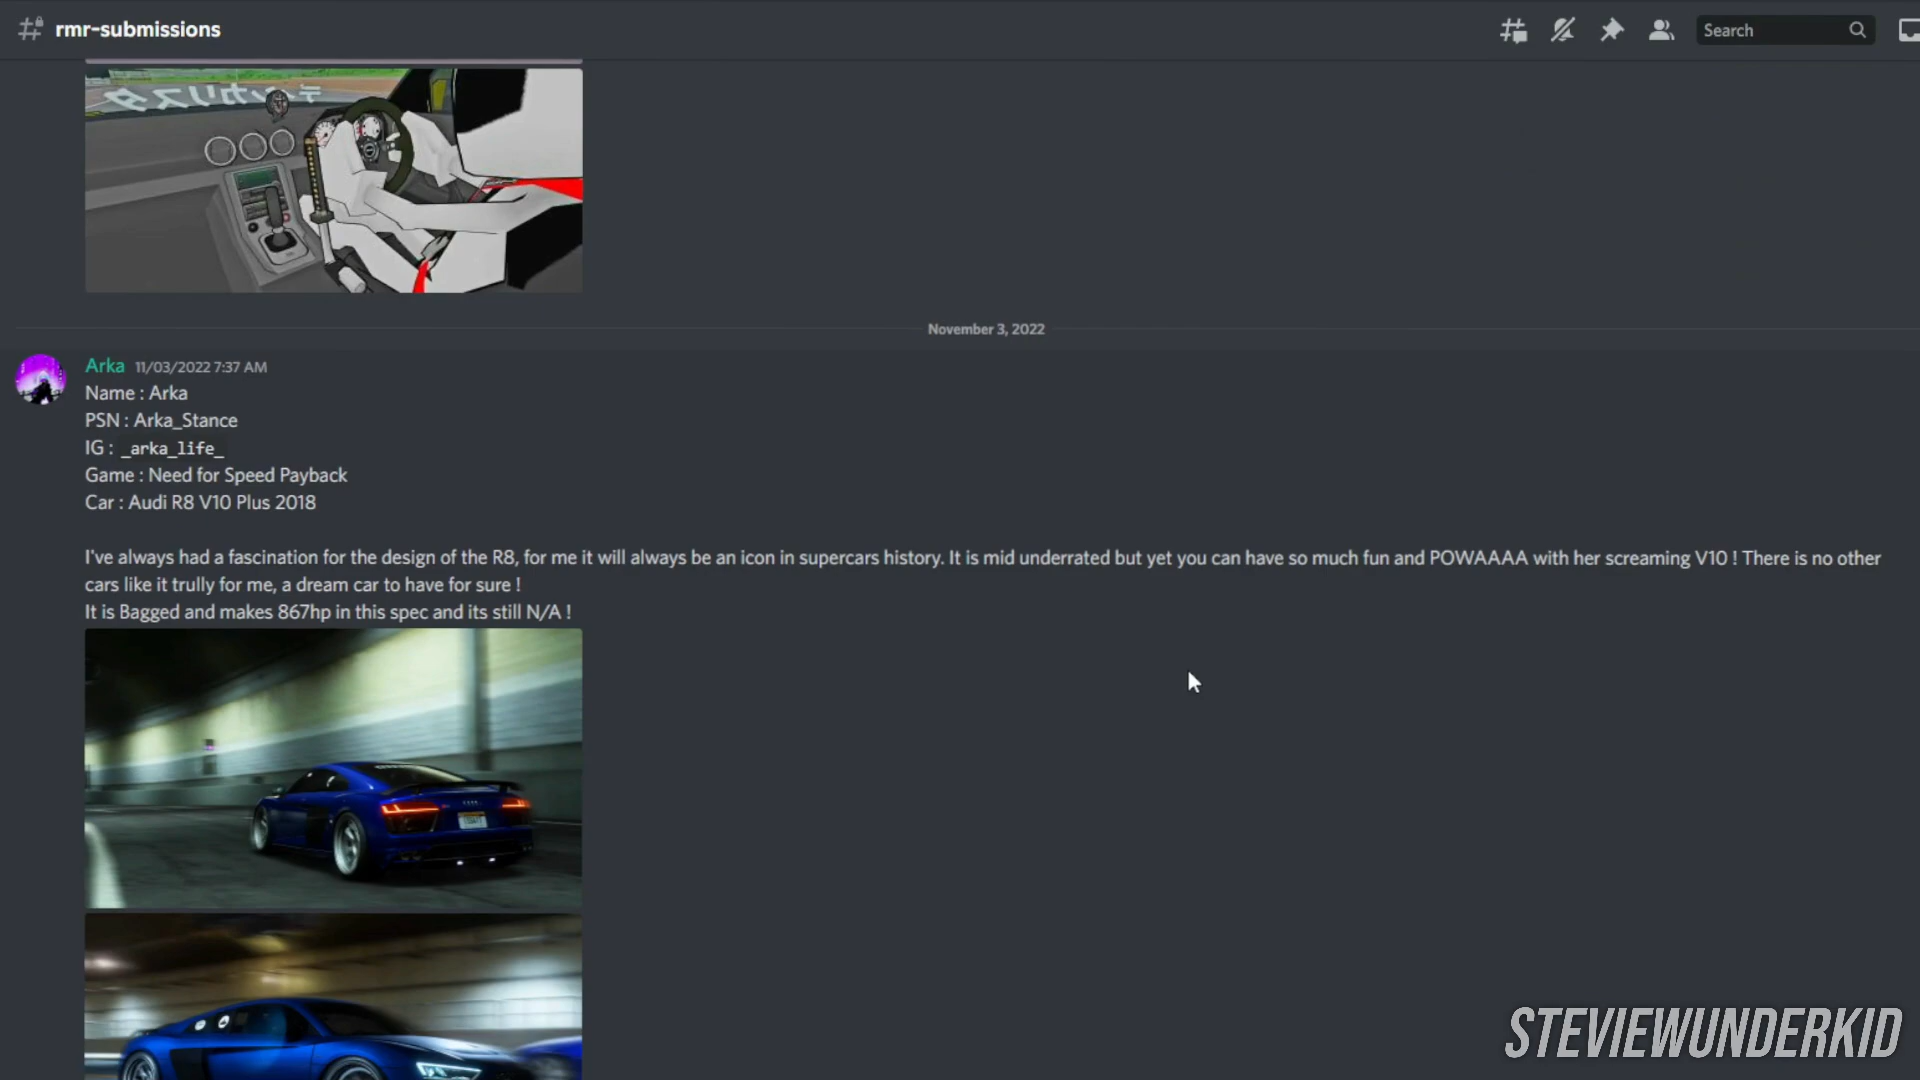 rmr-submissions
Search
November 3, 2022
Arka 11/03/2022 7:37 AM
Name : Arka
PSN : Arka_Stance
IG : _arka_life_
Game : Need for Speed Payback
Car : Audi R8 V10 Plus 2018
I've always had a fascination for the design of the R8, for me it will always be an icon in supercars history. It is mid underrated but yet you can have so much fun and POWAAAA with her screaming V10 ! There is no other
cars like it trully for me, a dream car to have for sure !
It is Bagged and makes 867hp in this spec and its still N/A !
STEVIEWUNDERKID